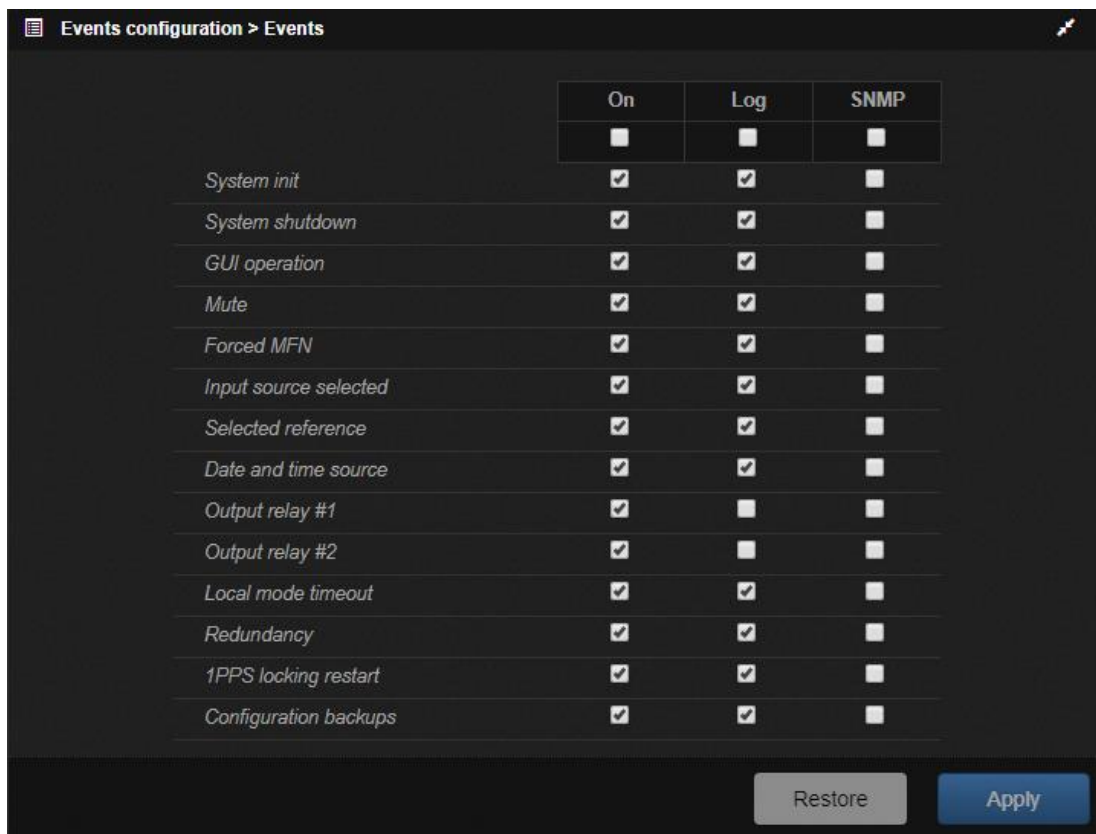 Events configuration > Events
On Log SNMP
System init
System shutdown
GUI operation
Mute
Forced MFN
Input source selected
Selected reference
Date and time source
Output relay #1
Output relay #2
Local mode timeout
Redundancy
1PPS locking restart
Configuration backups
Restore Apply